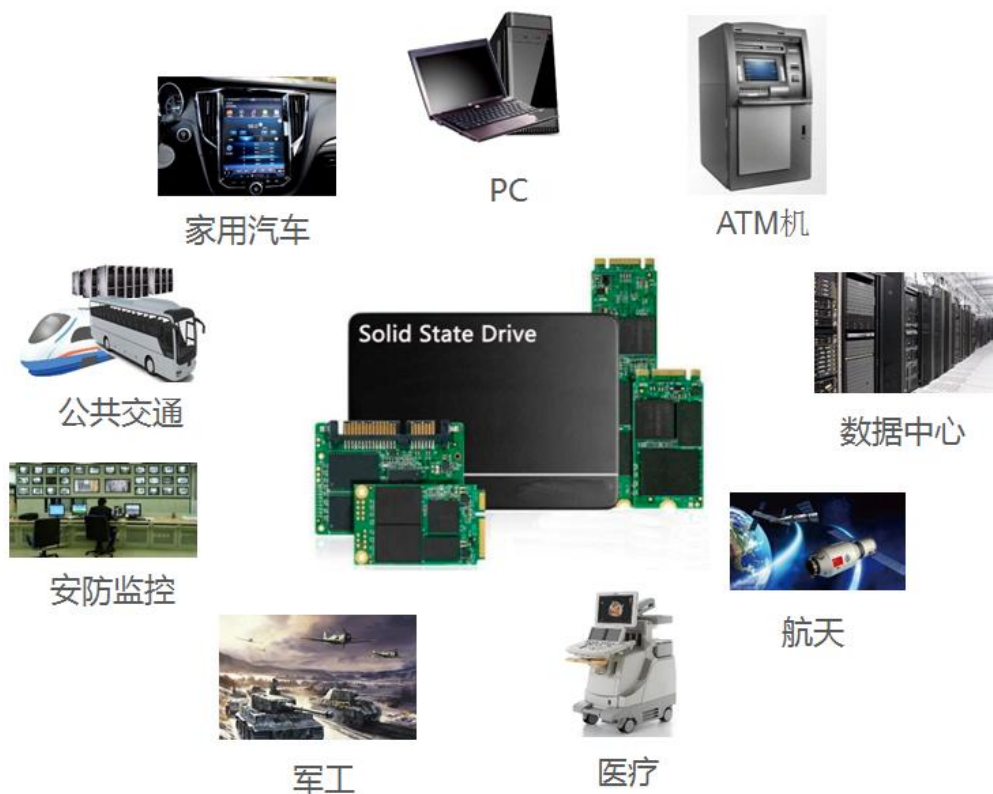 PC
ATM机
家用汽车
Solid State Drive
公共交通
数据中心
安防监控
航天
医疗
军工